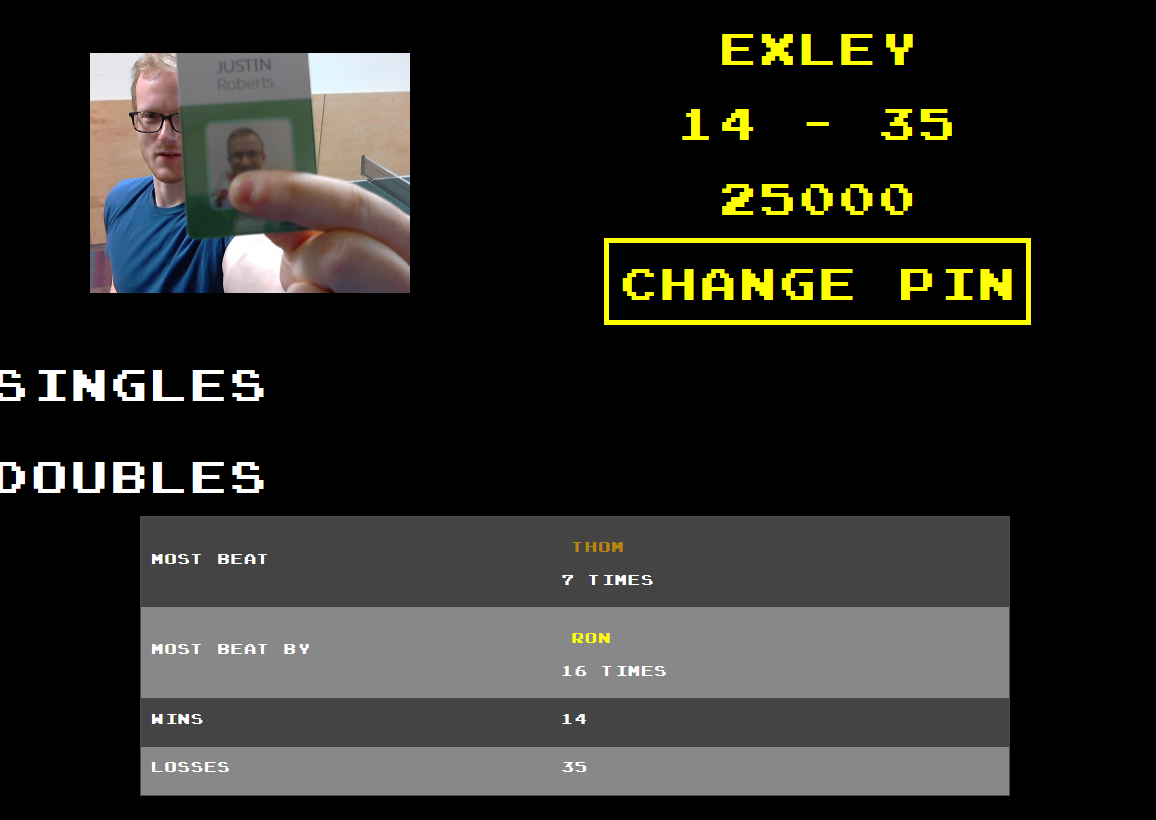 JUSTIN
Roberts
EXLEY
14 - 35
25000
CHANGE PIN
SINGLES
DOUBLES
MOST BEAT
THOM
7 TIMES
MOST BEAT BY
RON
16 TIMES
WINS 14
LOSSES 35